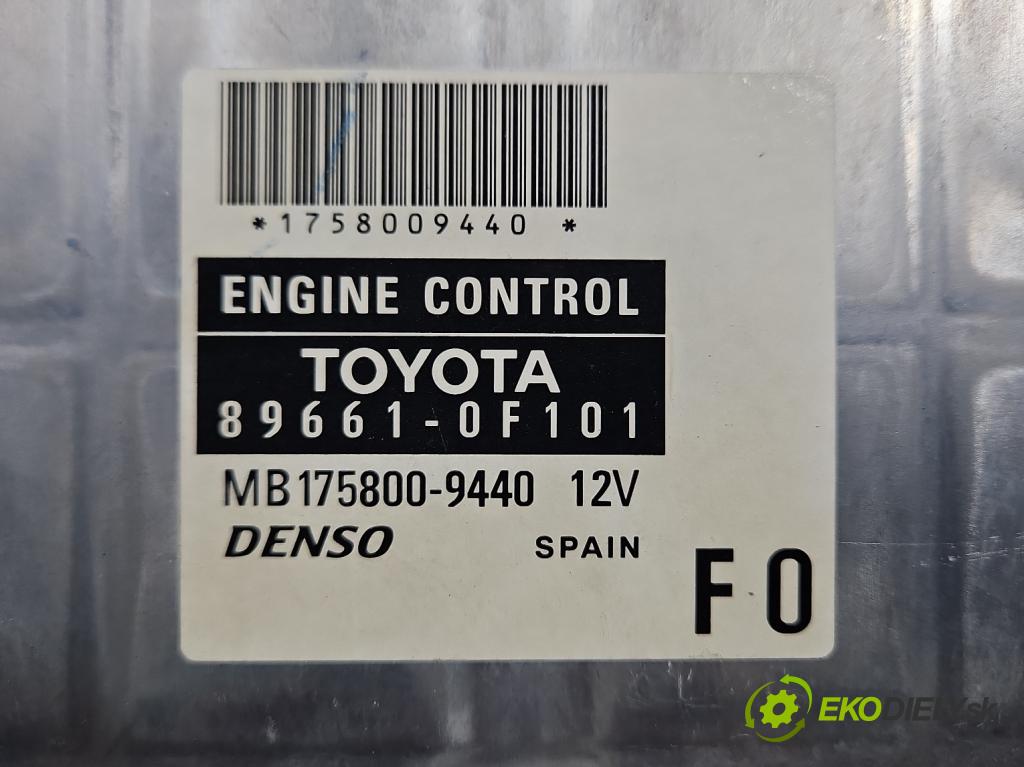 *1758009440 *
ENGINE CONTROL
TOYOTA
89661-0F101
MB175800-9440 12V
DENSO SPAIN
F0
EKODIELY.sk